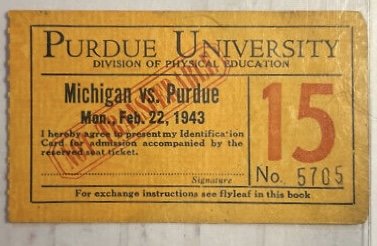 PURDUE UNIVERSITY
DIVISION OF PHYSICAL EDUCATION
Michigan vs. Purdue
Mon., Feb. 22, 1943
I hereby agree to present my Identification
Card for admission accompanied by the
reserved seat ticket.
Signature
15
No. 5705
For exchange instructions see flyleaf in this book